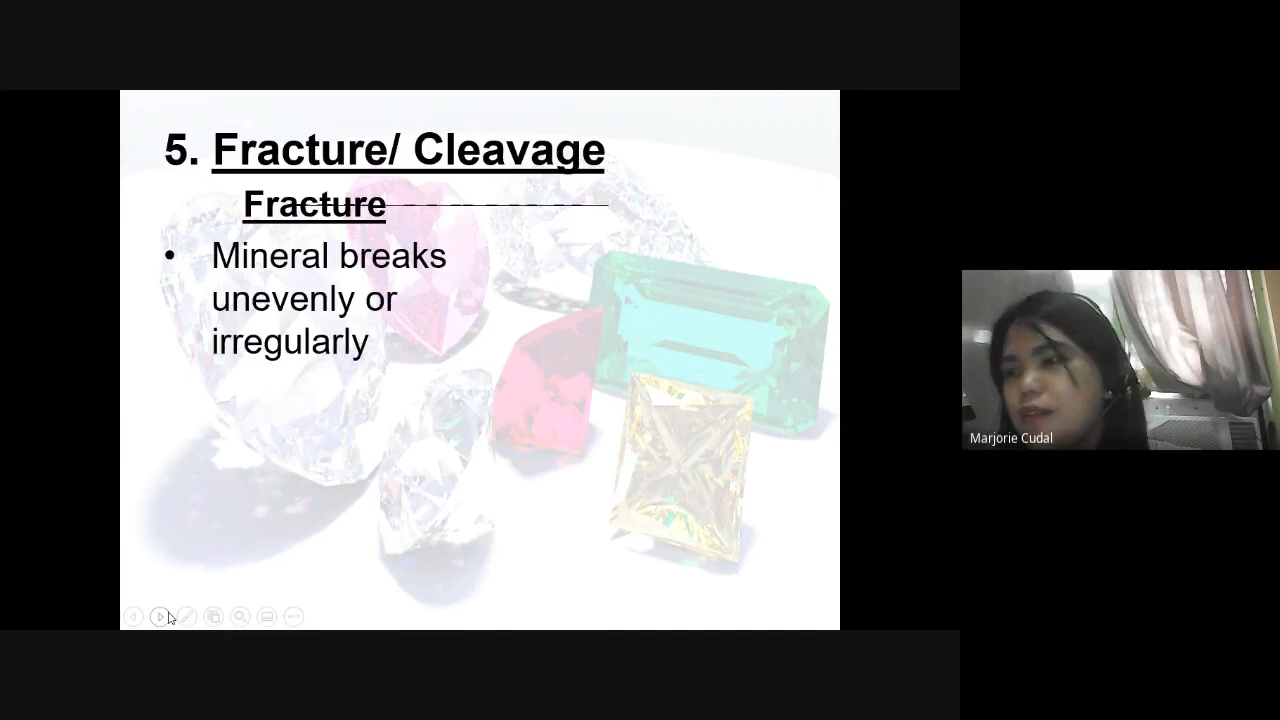 5. Fracture/ Cleavage
Fracture
• Mineral breaks
unevenly or
irregularly
Marjorie Cudal